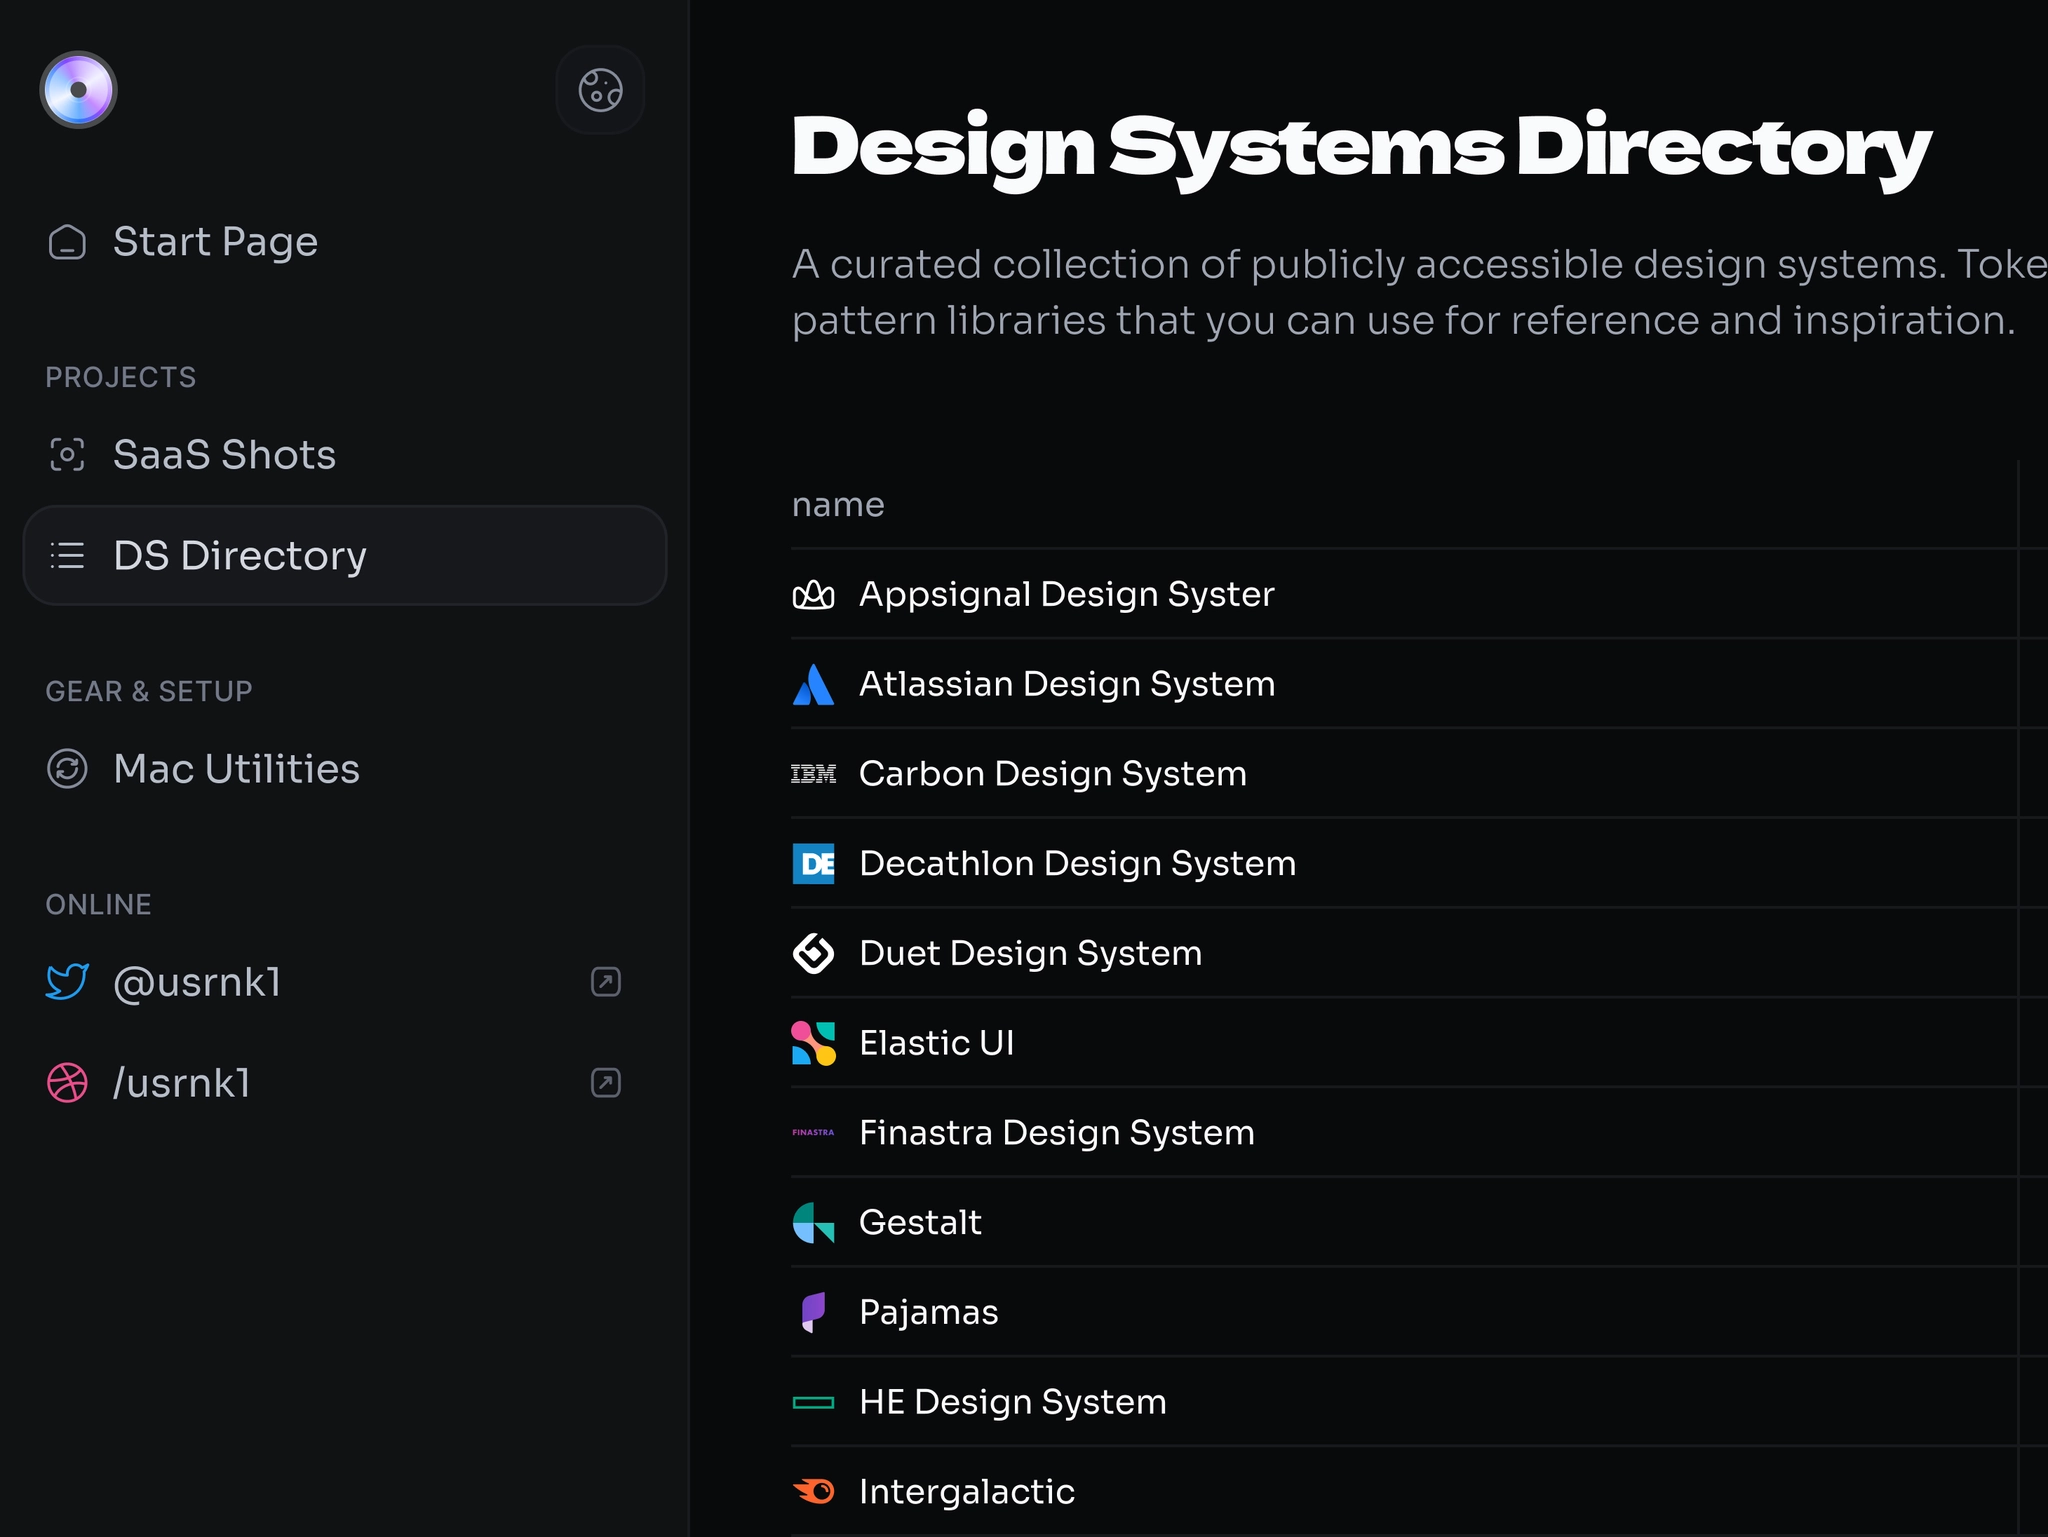 Start Page
PROJECTS
SaaS Shots
DS Directory
GEAR & SETUP
Mac Utilities
ONLINE
@usrnk1
/usrnk1
Design Systems Directory
A curated collection of publicly accessible design systems. Toke
pattern libraries that you can use for reference and inspiration.
name
Appsignal Design Syster
Atlassian Design System
IBM Carbon Design System
DE Decathlon Design System
Duet Design System
Elastic UI
FINASTRA Finastra Design System
Gestalt
Pajamas
HE Design System
Intergalactic